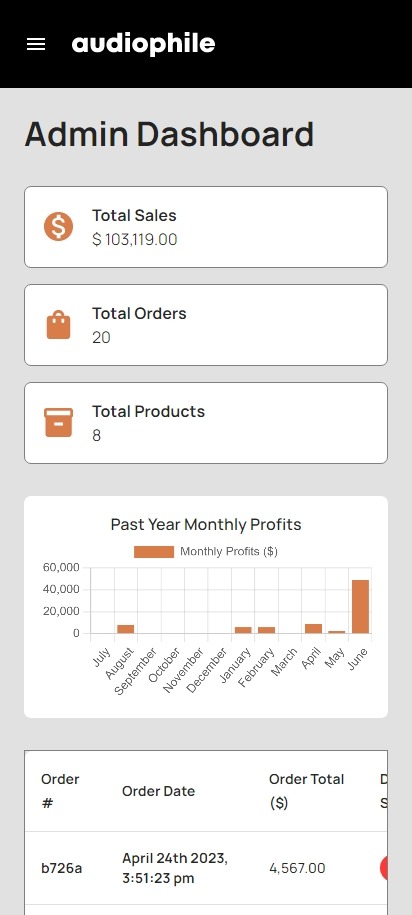 audiophile
Admin Dashboard
Total Sales
$ 103,119.00
Total Orders
20
Total Products
8
Past Year Monthly Profits
Monthly Profits ($)
60,000
40,000
20,000
0
July
August
September
October
November
December
January
February
March
April
May
June
Order
#
Order Date
Order Total
($)
b726a
April 24th 2023,
3:51:23 pm
4,567.00